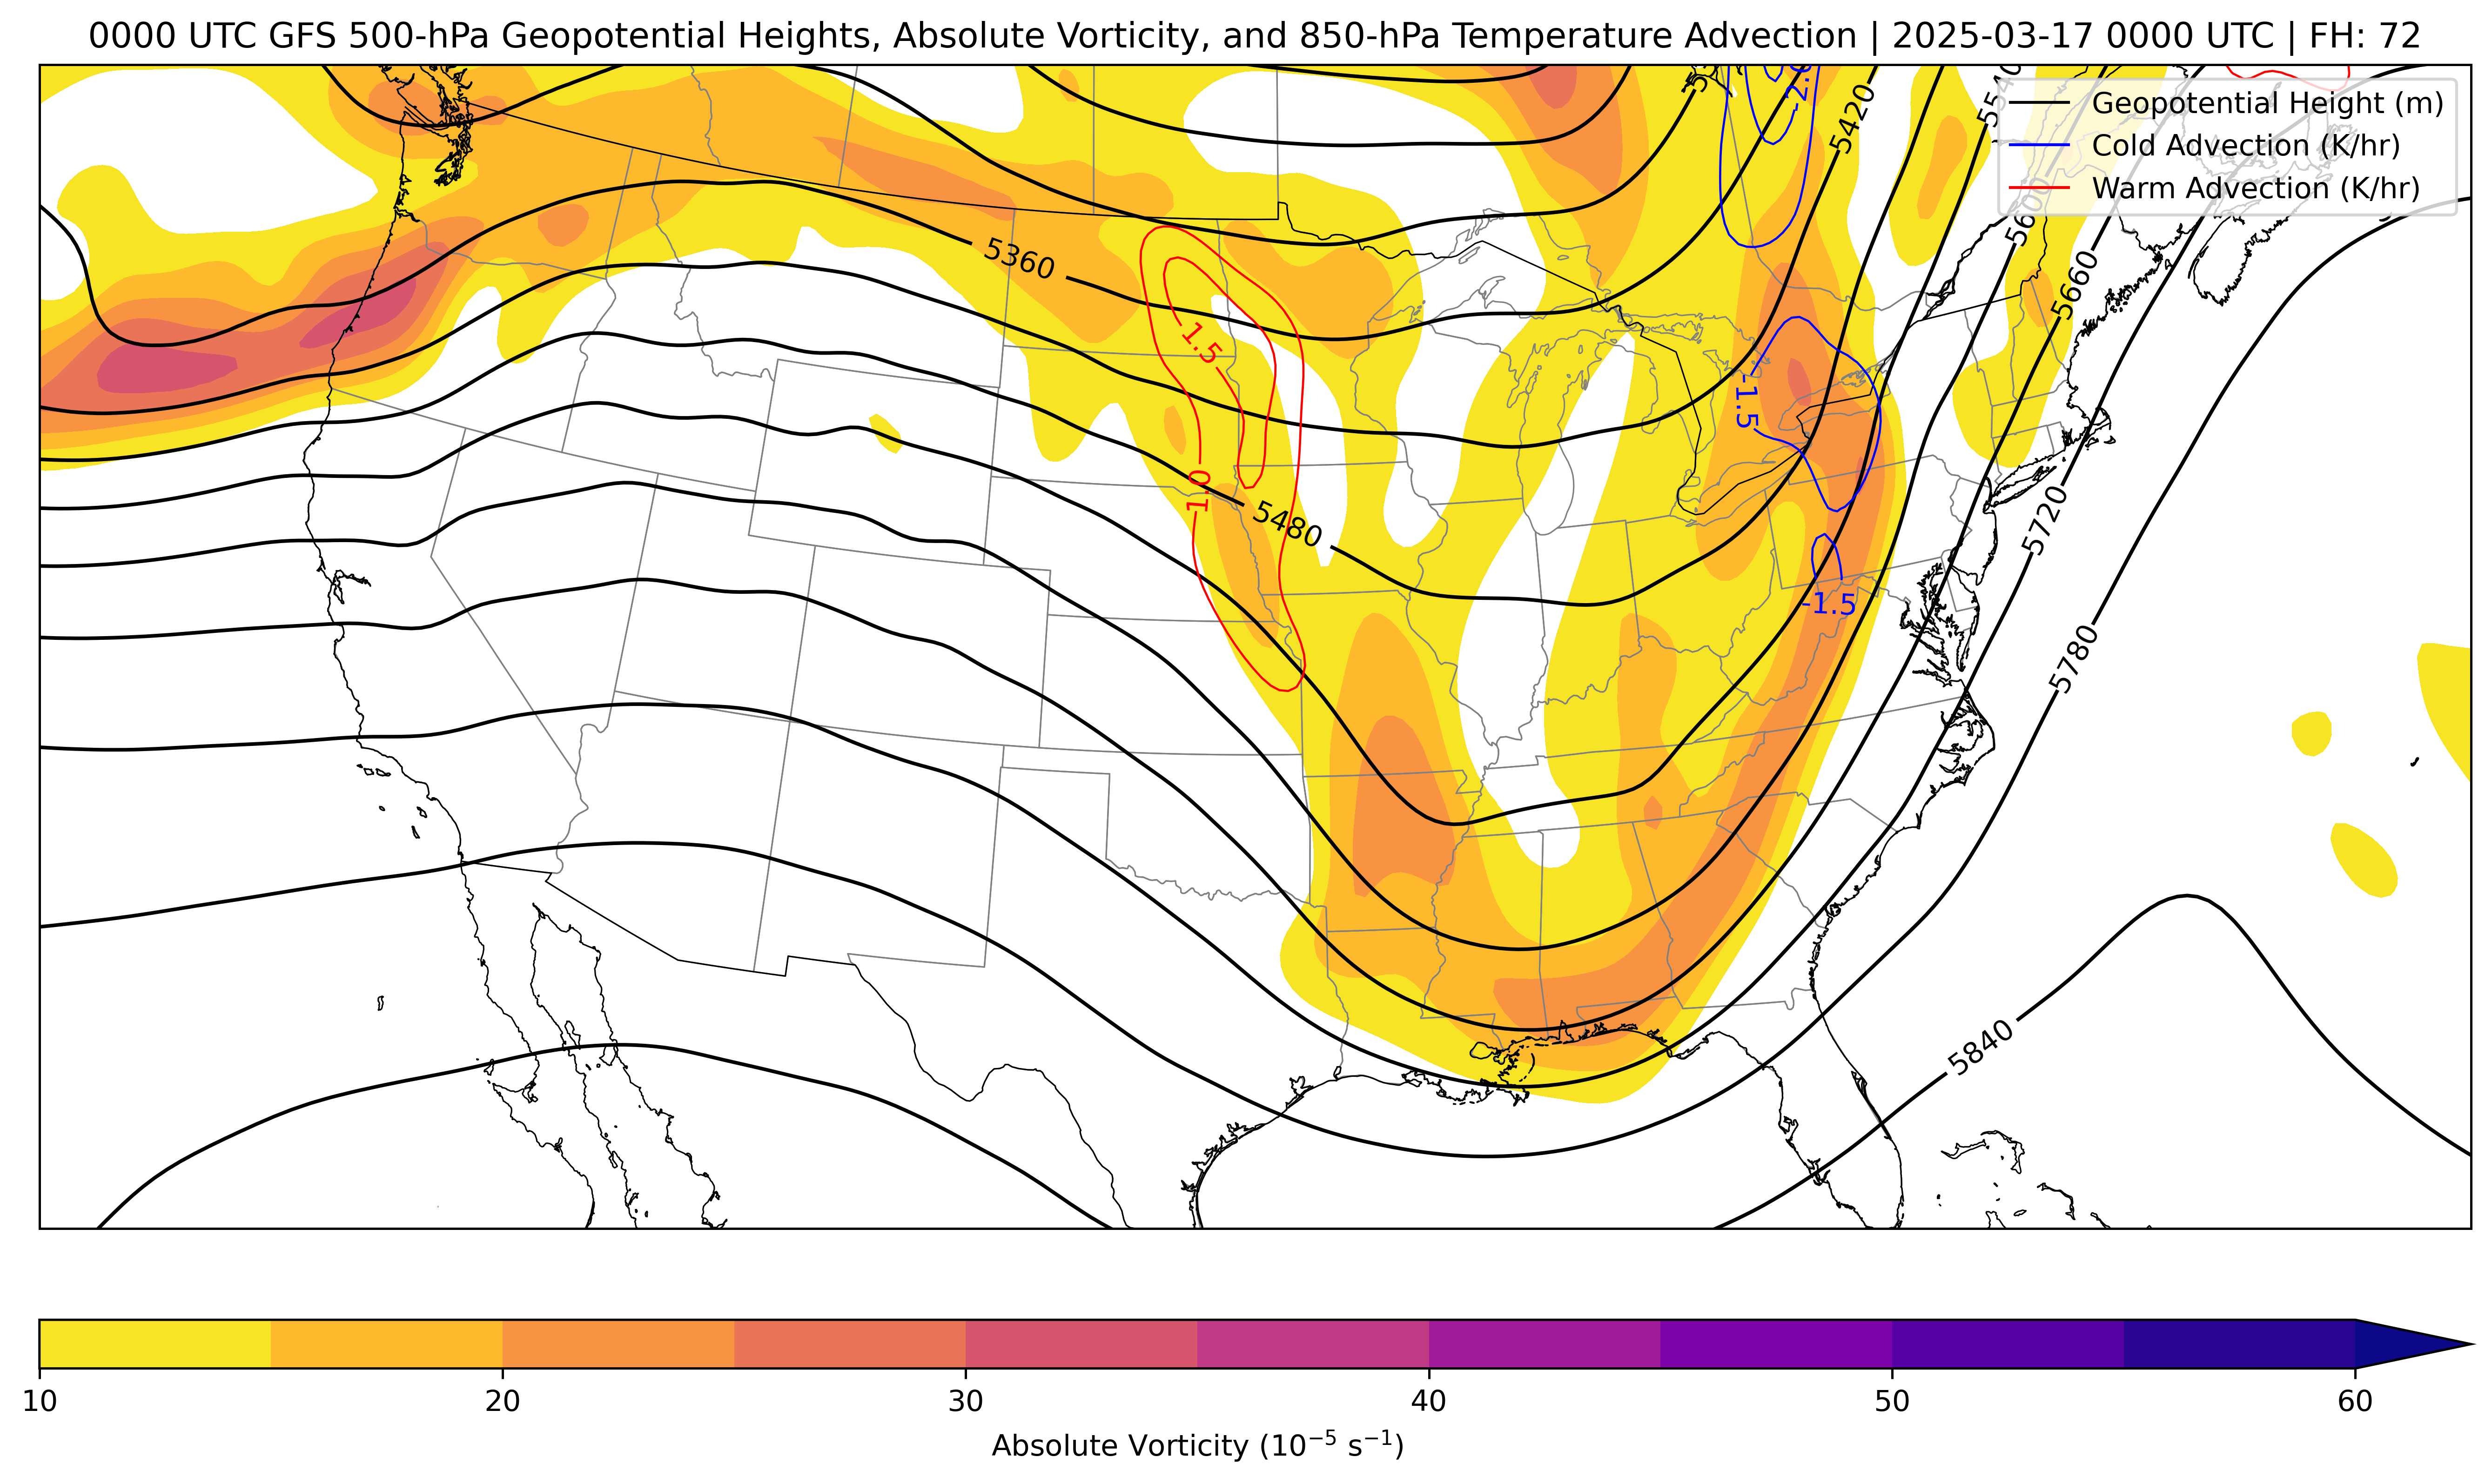 0000 UTC GFS 500-hPa Geopotential Heights, Absolute Vorticity, and 850-hPa Temperature Advection | 2025-03-17 0000 UTC | FH: 72
Geopotential Height (m)
Cold Advection (K/hr)
Warm Advection (K/hr)
5420
5540
5600
5660
5360
-1.5
1.5
1.0
5480
5720
-1.5
5780
5840
10 20 30 40 50 60
Absolute Vorticity (10⁻⁵ s⁻¹)